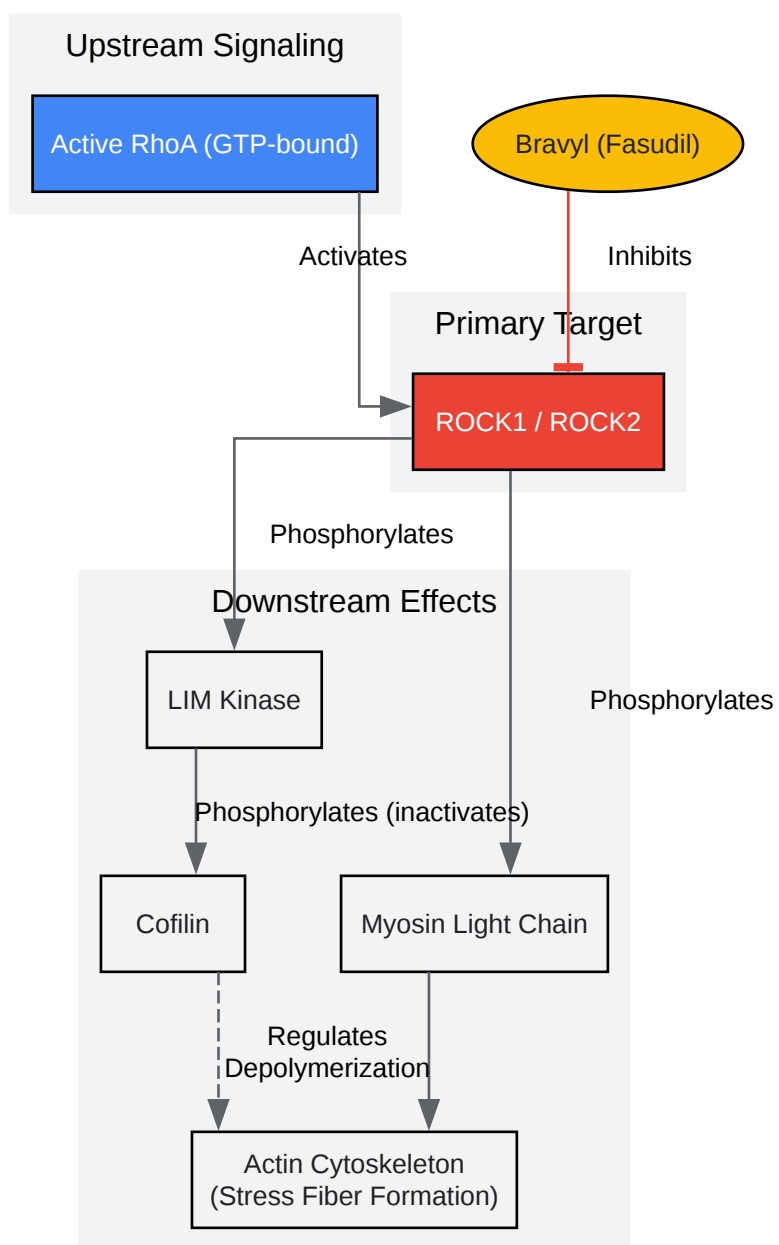 Upstream Signaling
Active RhoA (GTP-bound)
Bravyl (Fasudil)
Activates
Inhibits
Primary Target
ROCK1 / ROCK2
Phosphorylates
Downstream Effects
LIM Kinase
Phosphorylates
Phosphorylates (inactivates)
Cofilin
Myosin Light Chain
Regulates
Depolymerization
Actin Cytoskeleton
(Stress Fiber Formation)